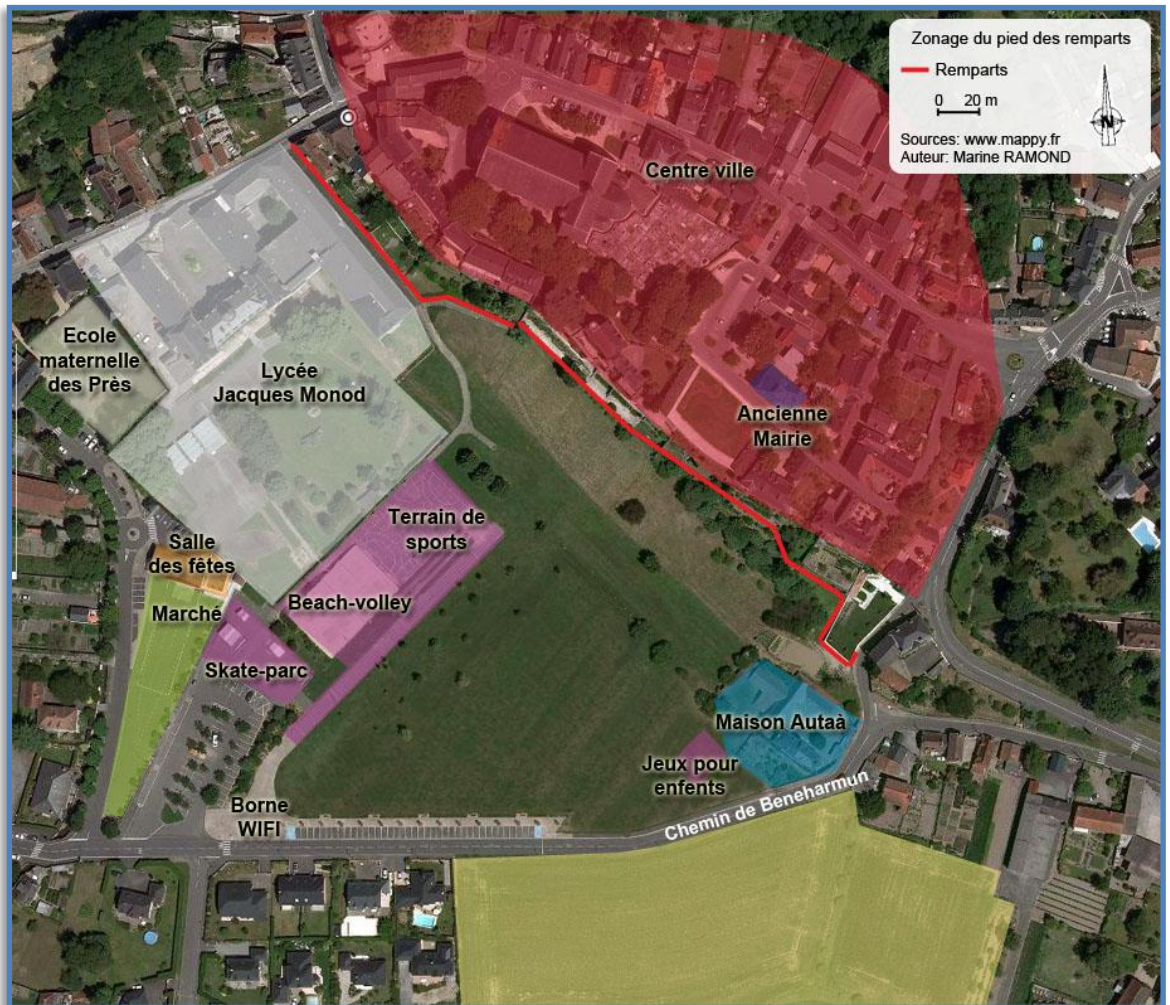 Zonage du pied des remparts
Remparts
0 20 m
N
Sources: www.mappy.fr
Auteur: Marine RAMOND
Centre ville
Ecole
maternelle
des Près
Lycée
Jacques Monod
Ancienne
Mairie
Terrain de
sports
Salle
des fêtes
Beach-volley
Marché
Skate-parc
Maison Autaà
Jeux pour
enfents
Chemin de Beneharmun
Borne
WIFI